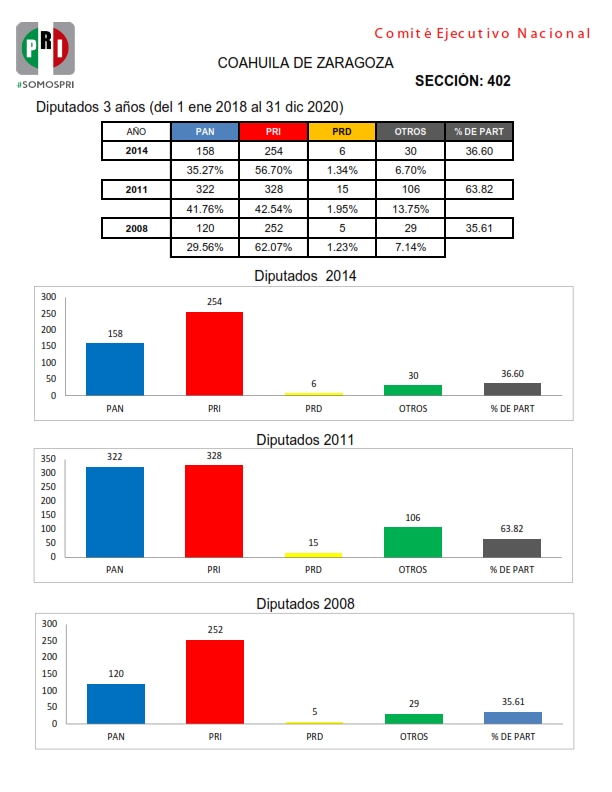 Comité Ejecutivo Nacional
PRI
#SOMOSPRI
COAHUILA DE ZARAGOZA
SECCIÓN: 402
Diputados 3 años (del 1 ene 2018 al 31 dic 2020)
AÑO PAN PRI PRD OTROS % DE PART
2014 158 254 6 30 36.60
35.27% 56.70% 1.34% 6.70%
2011 322 328 15 106 63.82
41.76% 42.54% 1.95% 13.75%
2008 120 252 5 29 35.61
29.56% 62.07% 1.23% 7.14%
Diputados 2014
300
250
200
150
100
50
0
158
254
6
30
36.60
PAN PRI PRD OTROS % DE PART
Diputados 2011
350
300
250
200
150
100
50
0
322
328
15
106
63.82
PAN PRI PRD OTROS % DE PART
Diputados 2008
300
250
200
150
100
50
0
120
252
5
29
35.61
PAN PRI PRD OTROS % DE PART